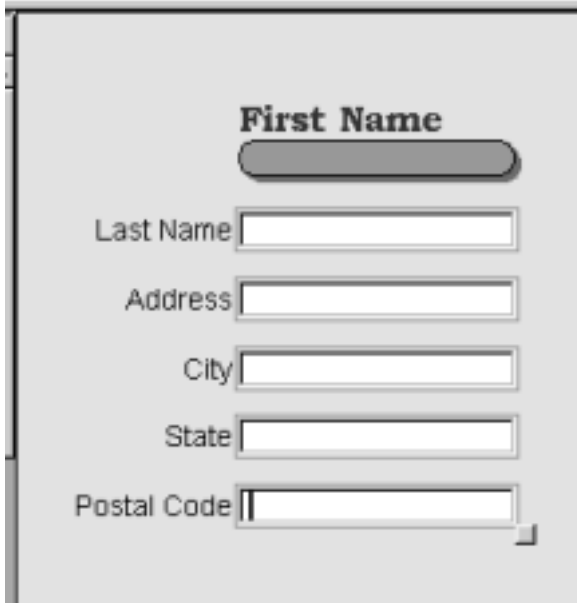 First Name
Last Name
Address
City
State
Postal Code